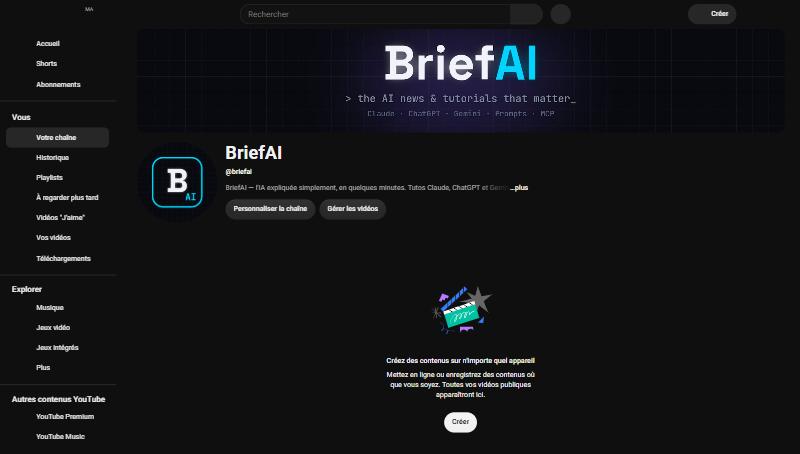 MA
Rechercher
Créer
Accueil
Shorts
Abonnements
Vous
Votre chaîne
Historique
Playlists
À regarder plus tard
Vidéos "J'aime"
Vos vidéos
Téléchargements
Explorer
Musique
Jeux vidéo
Jeux intégrés
Plus
Autres contenus YouTube
YouTube Premium
YouTube Music
BriefAI
> the AI news & tutorials that matter_
Claude · ChatGPT · Gemini · Prompts · MCP
B
AI
BriefAI
@briefai
BriefAI — l'IA expliquée simplement, en quelques minutes. Tutos Claude, ChatGPT et ...plus
Personnaliser la chaîne
Gérer les vidéos
Créez des contenus sur n'importe quel appareil
Mettez en ligne ou enregistrez des contenus où
que vous soyez. Toutes vos vidéos publiques
apparaîtront ici.
Créer